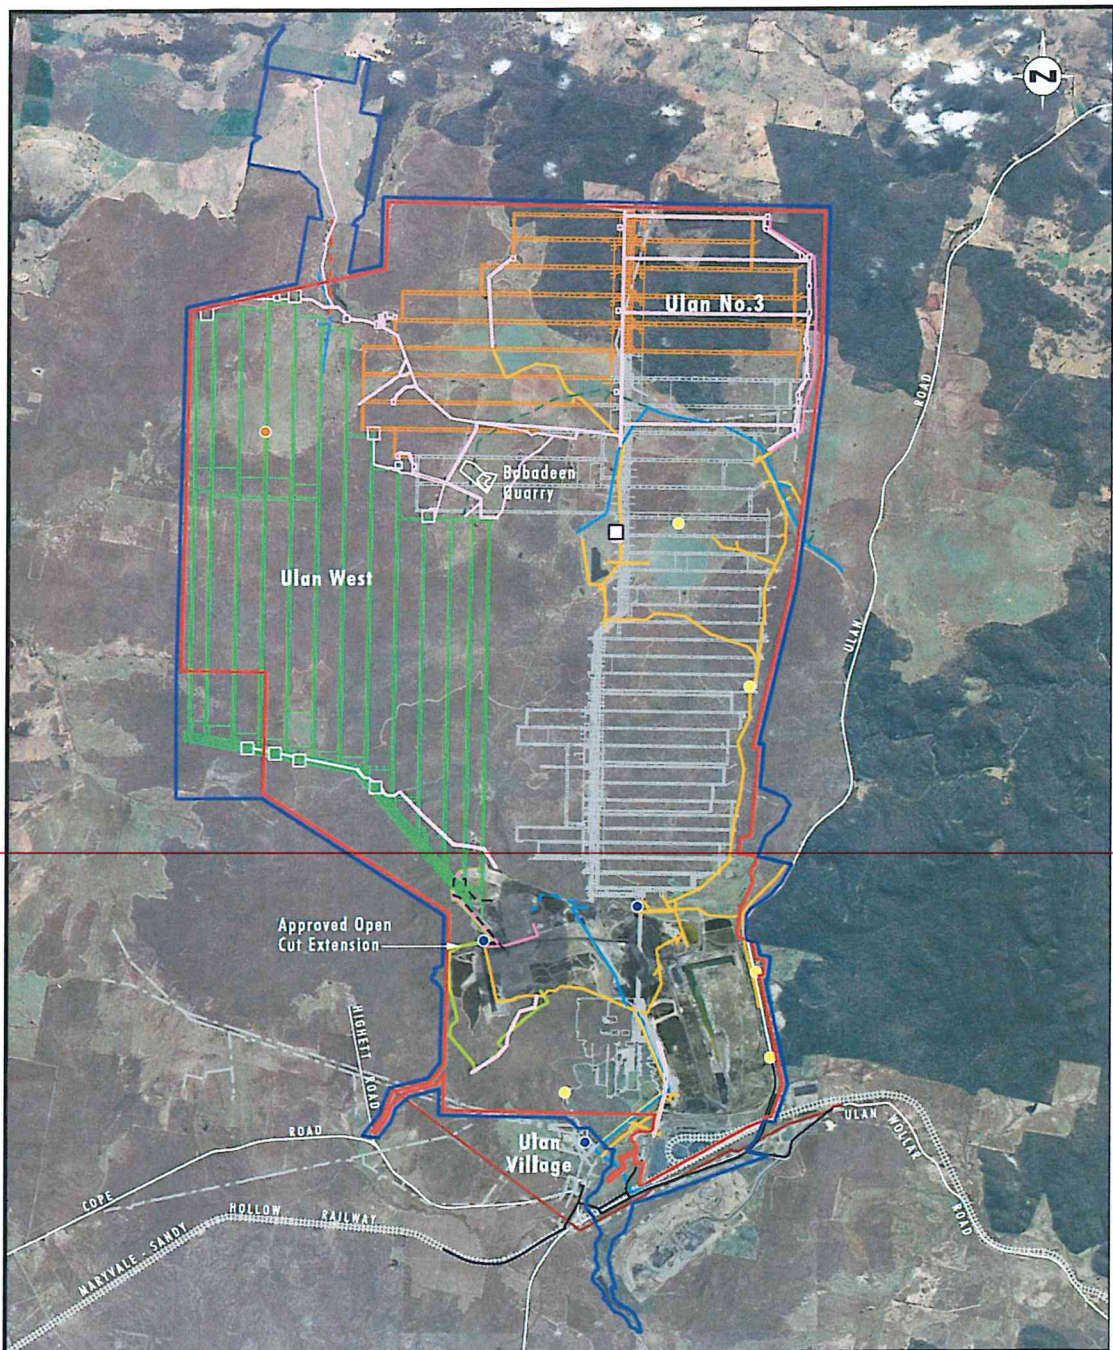 N
Ulan No.3
ROAD
Bobadeen
Quarry
Ulan West
ULAN
Approved Open
Cut Extension
HIGHETT
ROAD
ROAD
COPE
Ulan
Village
ULAN - WOLLAR
ROAD
MARYVALE - SANDY
HOLLOW
RAILWAY